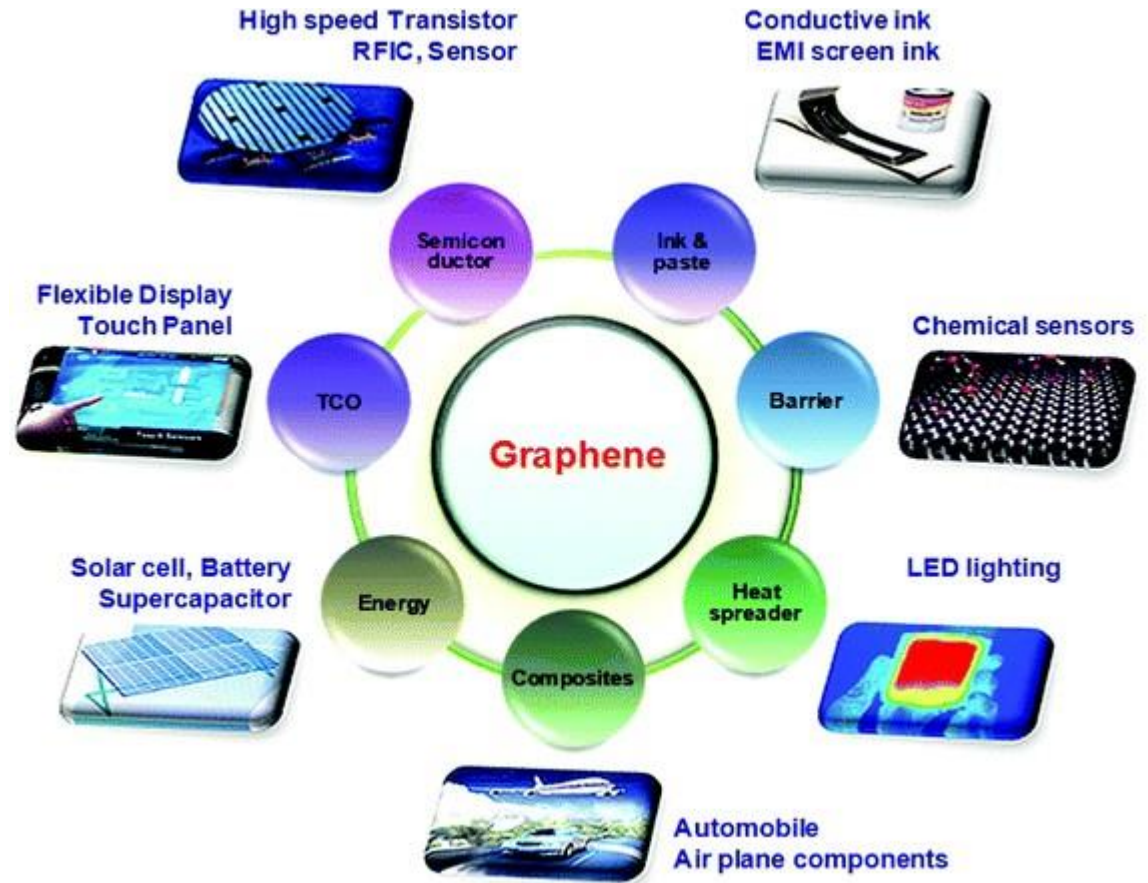 High speed Transistor
RFIC, Sensor
Conductive ink
EMI screen ink
Semicon
ductor
Ink &
paste
Flexible Display
Touch Panel
Chemical sensors
TCO
Barrier
Graphene
Solar cell, Battery
Supercapacitor
LED lighting
Energy
Heat
spreader
Composites
Automobile
Air plane components